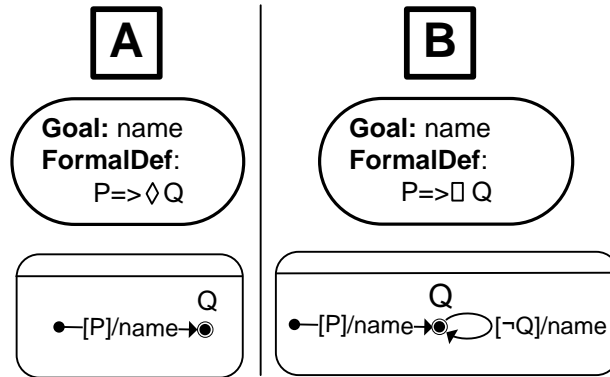 A
Goal: name
FormalDef:
P=>◊Q
Q
[P]/name
B
Goal: name
FormalDef:
P=>□ Q
Q
[P]/name
[¬Q]/name